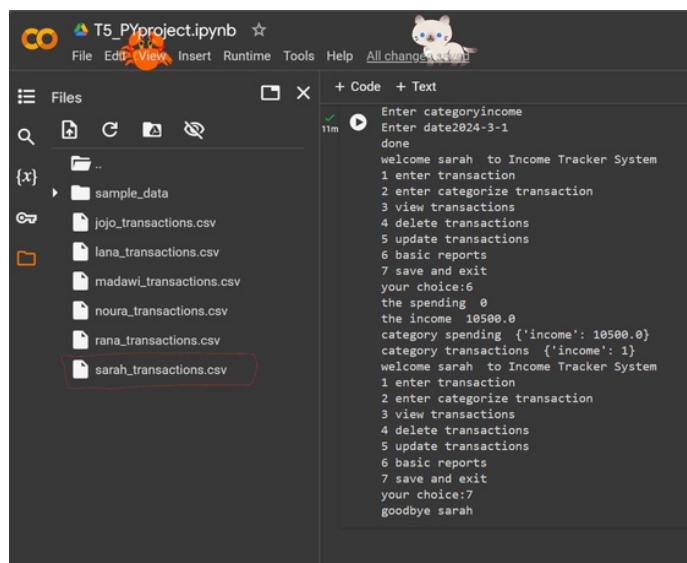 T5_PYproject.ipynb
File Edit View Insert Runtime Tools Help All changes saved
Files
{x}
..
sample_data
jojo_transactions.csv
lana_transactions.csv
madawi_transactions.csv
noura_transactions.csv
rana_transactions.csv
sarah_transactions.csv
+ Code + Text
11m
Enter categoryincome
Enter date2024-3-1
done
welcome sarah to Income Tracker System
1 enter transaction
2 enter categorize transaction
3 view transactions
4 delete transactions
5 update transactions
6 basic reports
7 save and exit
your choice:6
the spending 0
the income 10500.0
category spending {'income': 10500.0}
category transactions {'income': 1}
welcome sarah to Income Tracker System
1 enter transaction
2 enter categorize transaction
3 view transactions
4 delete transactions
5 update transactions
6 basic reports
7 save and exit
your choice:7
goodbye sarah